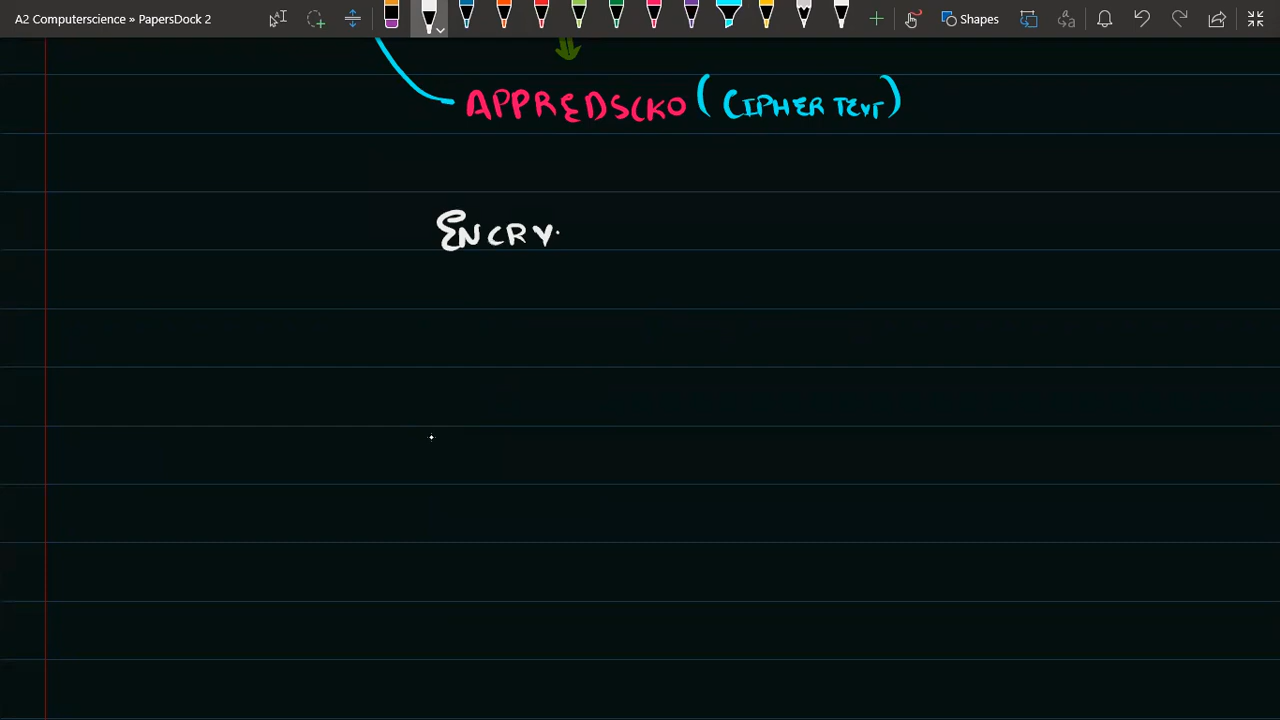 A2 Computerscience » PapersDock 2
Shapes
APPREDSCKO (CIPHER TEXT)
ENCRY